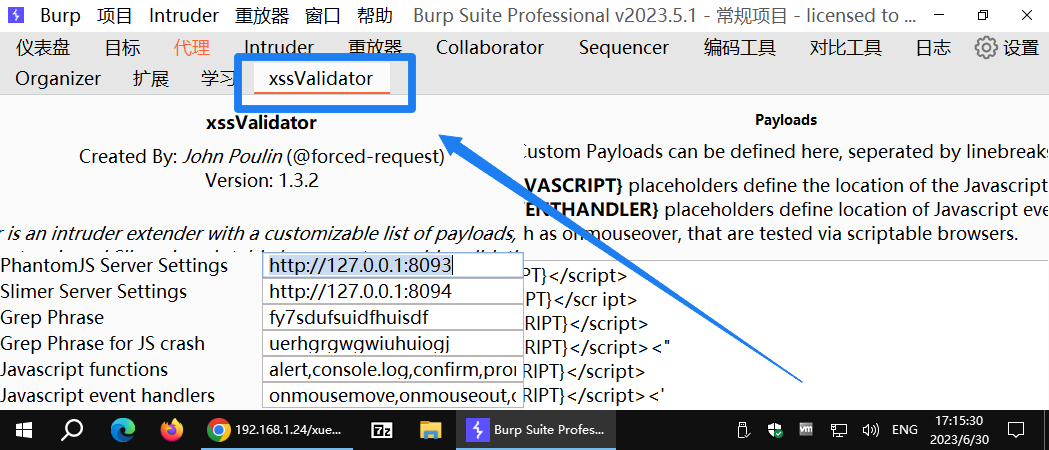 Burp 项目 Intruder 重放器 窗口 帮助 Burp Suite Professional v2023.5.1 - 常规项目 - licensed to ...
仪表盘 目标 代理 Intruder 重放器 Collaborator Sequencer 编码工具 对比工具 日志 设置
Organizer 扩展 学习 xssValidator
xssValidator
Created By: John Poulin (@forced-request)
Version: 1.3.2
r is an intruder extender with a customizable list of payloads,
PhantomJS Server Settings http://127.0.0.1:8093
Slimer Server Settings http://127.0.0.1:8094
Grep Phrase fy7sdufsuidfhuisdf
Grep Phrase for JS crash uerhgrgwgwiuhuiogj
Javascript functions alert,console.log,confirm,pror
Javascript event handlers onmousemove,onmouseout,c
Payloads
Custom Payloads can be defined here, seperated by linebreaks
VASCRIPT} placeholders define the location of the Javascript
ENTHANDLER} placeholders define location of Javascript eve
h as onmouseover, that are tested via scriptable browsers.
PT}</script>
IPT}</scr ipt>
RIPT}</script>
RIPT}</script><"
RIPT}</script>
RIPT}</script><'
192.168.1.24/xue...
7z
Burp Suite Profes...
vm
ENG
17:15:30
2023/6/30